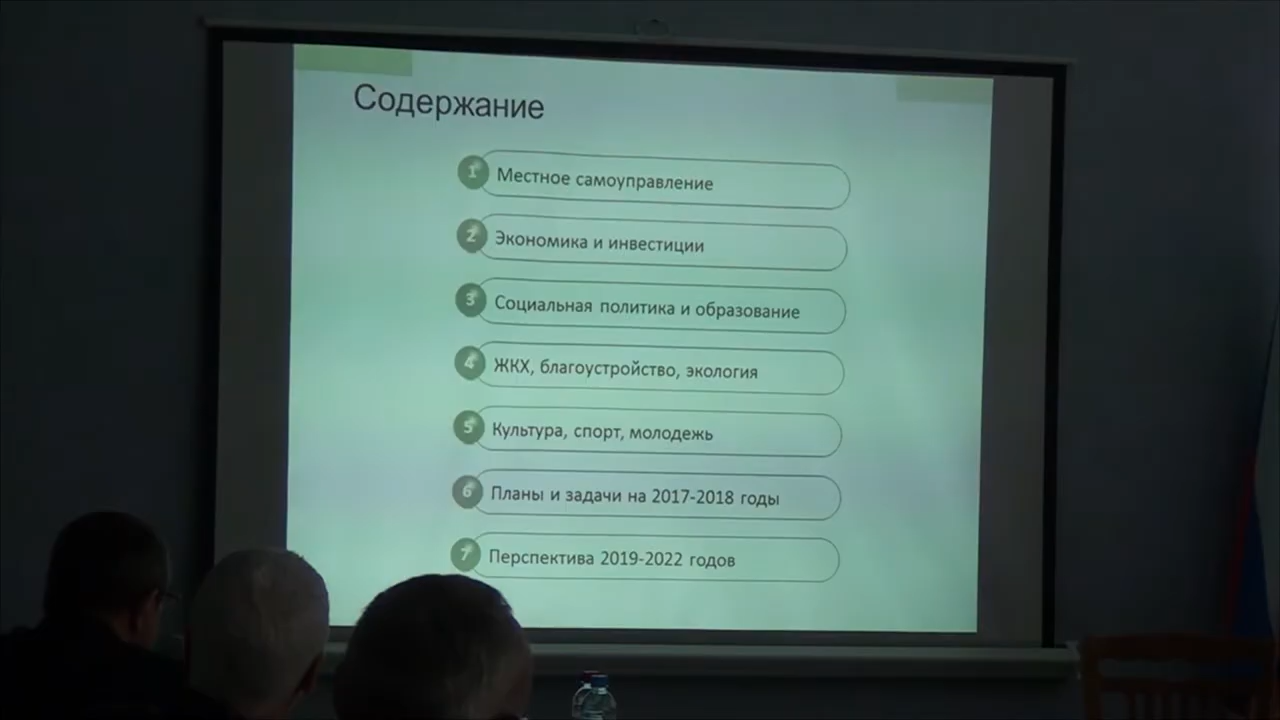 Содержание
1 Местное самоуправление
2 Экономика и инвестиции
3 Социальная политика и образование
4 ЖКХ, благоустройство, экология
5 Культура, спорт, молодежь
6 Планы и задачи на 2017-2018 годы
7 Перспектива 2019-2022 годов